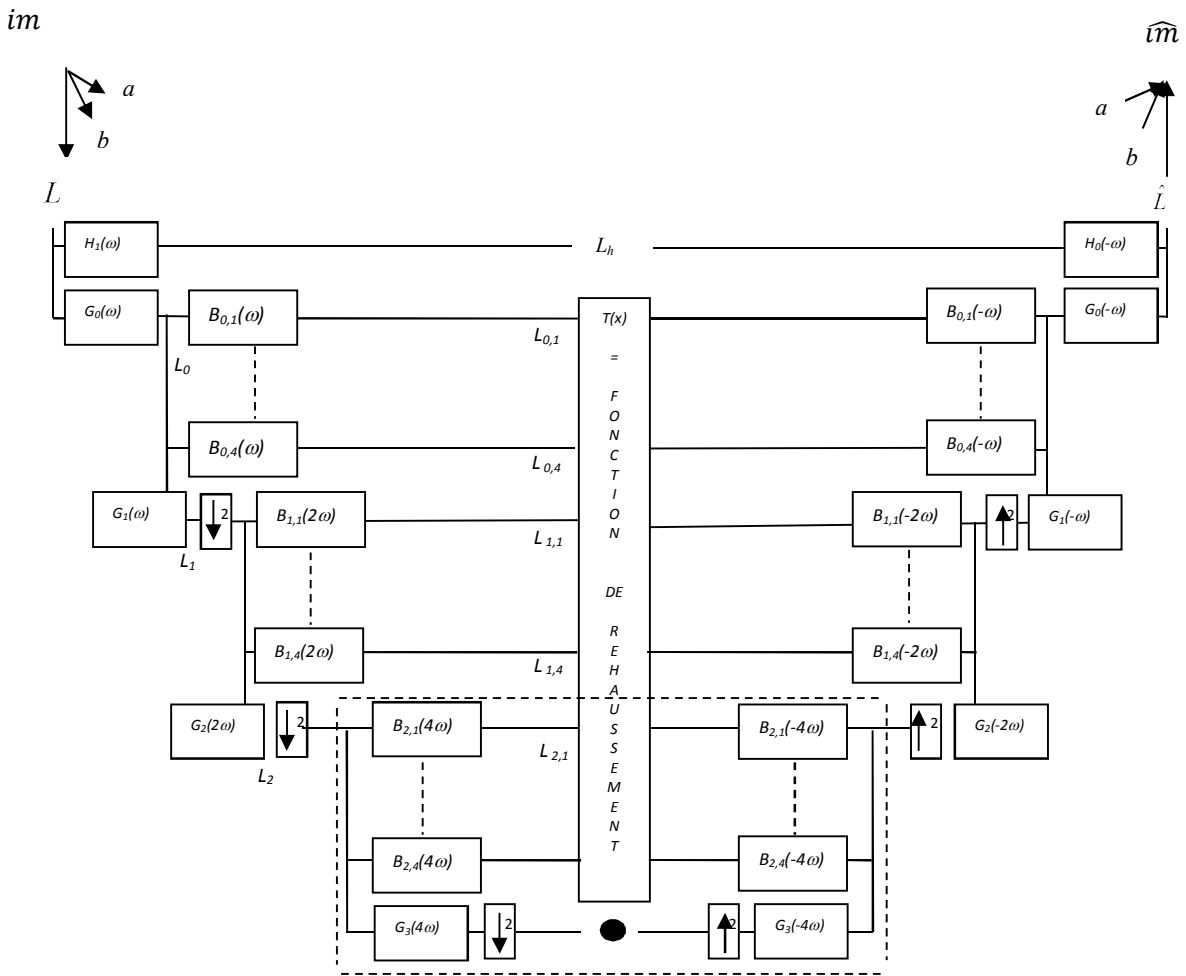 im
îm
a
b
L
a
b
L̂
H₁(ω)
Lₕ
H₀(-ω)
G₀(ω)
B₀,₁(ω)
L₀,₁
T(x)
B₀,₁(-ω)
G₀(-ω)
=
L₀
FONCTION
B₀,₄(ω)
L₀,₄
B₀,₄(-ω)
G₁(ω)
2
B₁,₁(2ω)
L₁,₁
B₁,₁(-2ω)
2
G₁(-ω)
L₁
DE
REHAUSSEMENT
B₁,₄(2ω)
L₁,₄
B₁,₄(-2ω)
G₂(2ω)
2
B₂,₁(4ω)
L₂,₁
B₂,₁(-4ω)
2
G₂(-2ω)
L₂
B₂,₄(4ω)
B₂,₄(-4ω)
G₃(4ω)
2
2
G₃(-4ω)